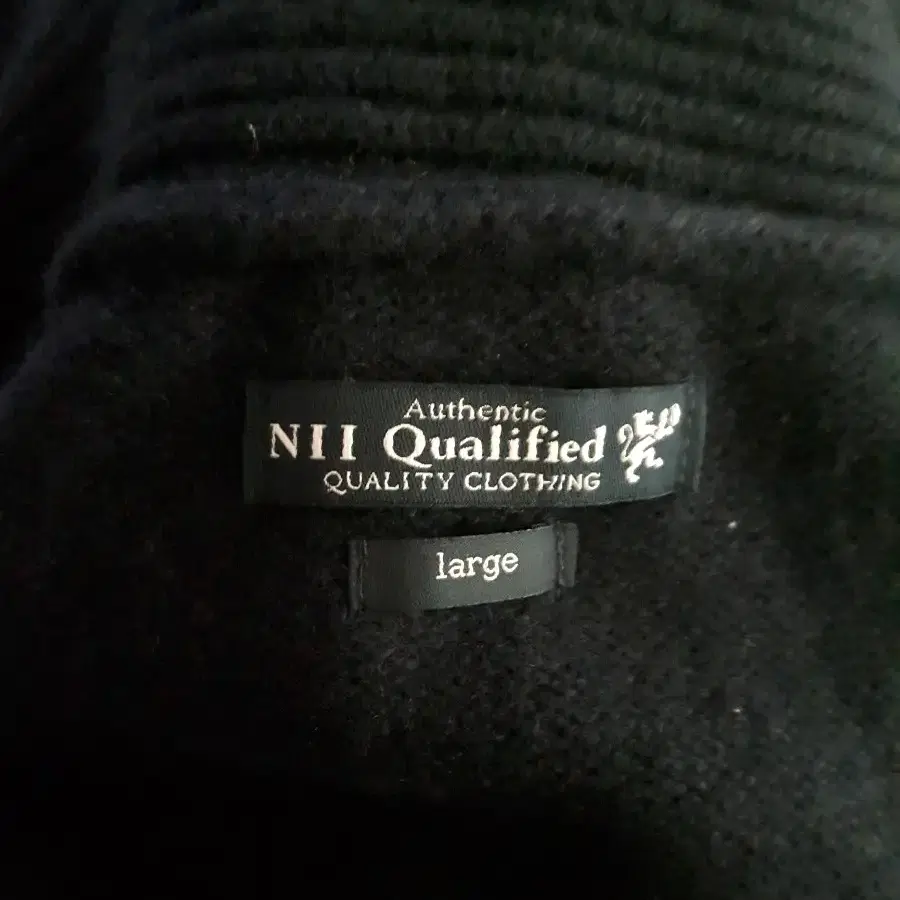 Authentic
NII Qualified
QUALITY CLOTHING
large